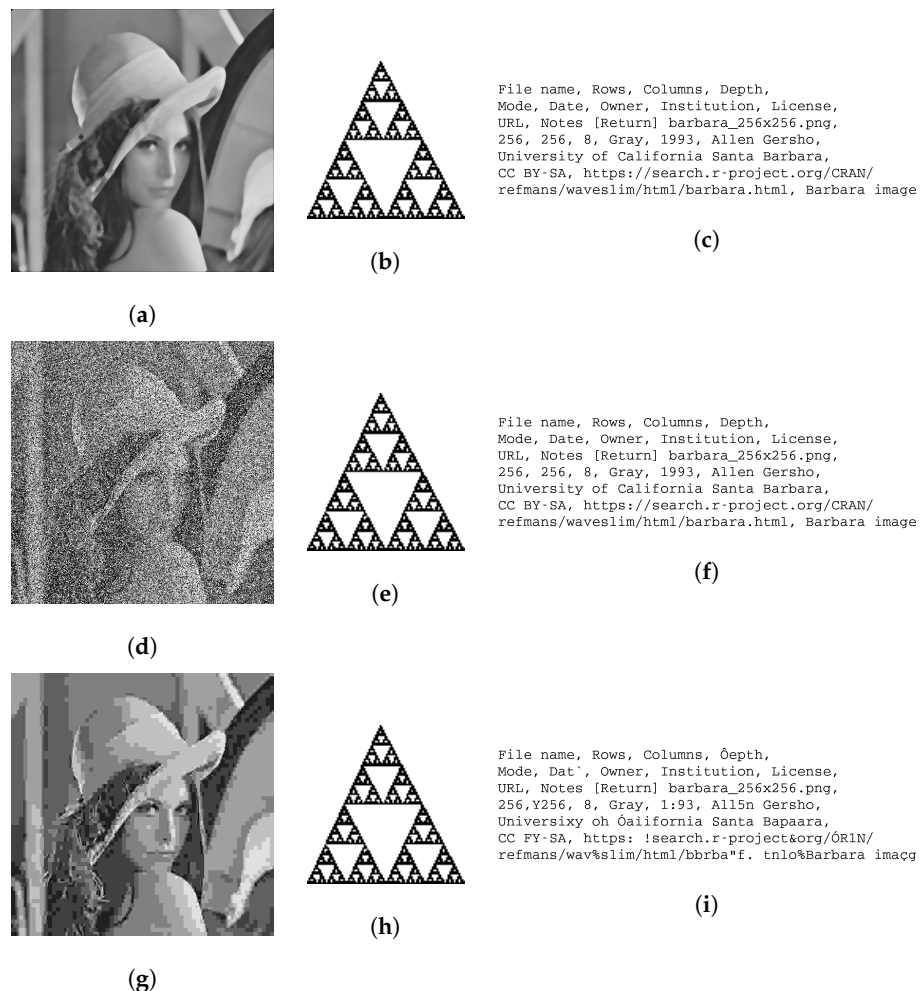 File name, Rows, Columns, Depth,
Mode, Date, Owner, Institution, License,
URL, Notes [Return] barbara_256x256.png,
256, 256, 8, Gray, 1993, Allen Gersho,
University of California Santa Barbara,
CC BY-SA, https://search.r-project.org/CRAN/
refmans/waveslim/html/barbara.html, Barbara image
(b)
(c)
(a)
File name, Rows, Columns, Depth,
Mode, Date, Owner, Institution, License,
URL, Notes [Return] barbara_256x256.png,
256, 256, 8, Gray, 1993, Allen Gersho,
University of California Santa Barbara,
CC BY-SA, https://search.r-project.org/CRAN/
refmans/waveslim/html/barbara.html, Barbara image
(e)
(f)
(d)
File name, Rows, Columns, Ôepth,
Mode, Dat`, Owner, Institution, License,
URL, Notes [Return] barbara_256x256.png,
256,Y256, 8, Gray, 1:93, All5n Gersho,
Universixy oh Óaiifornia Santa Bapaara,
CC FY-SA, https: !search.r-project&org/ÓR1N/
refmans/wav%slim/html/bbrba"f. tnlo%Barbara imaçg
(h)
(i)
(g)